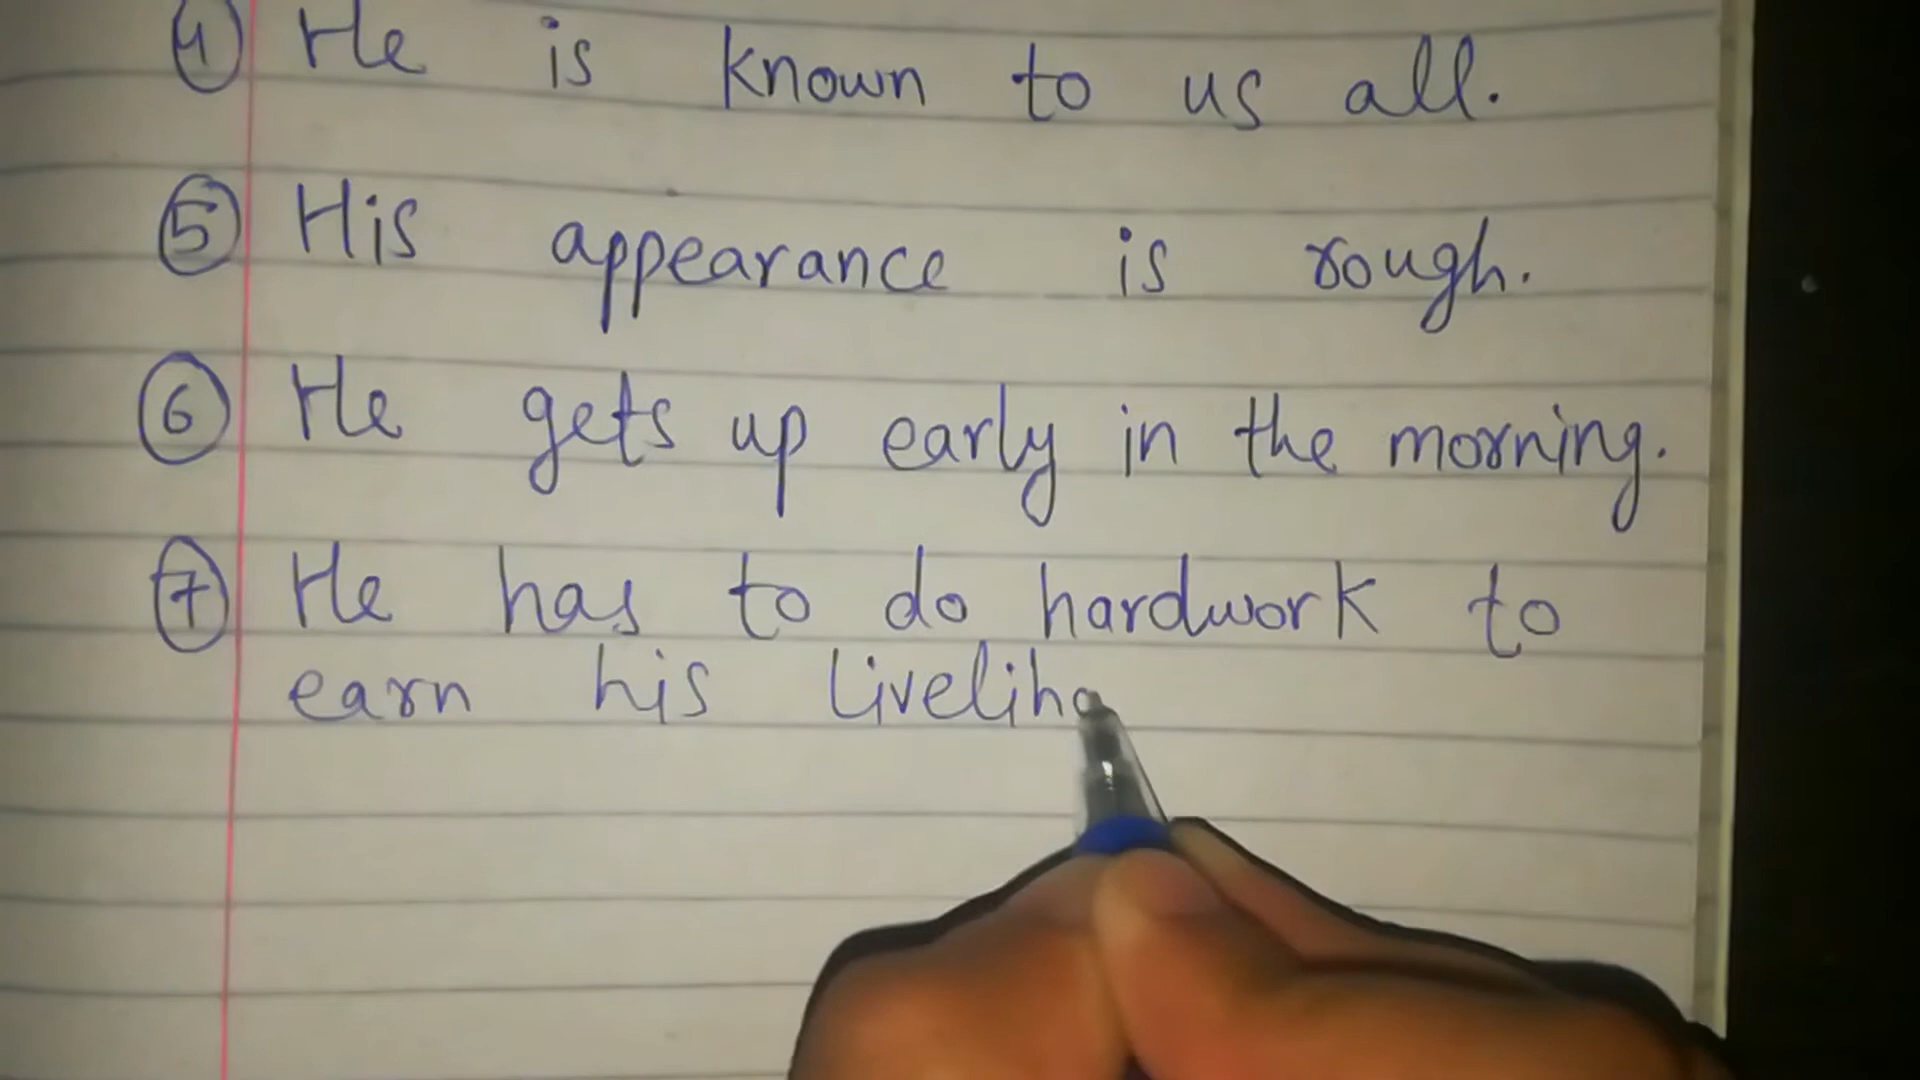 4 He is known to us all.
5 His appearance is rough.
6 He gets up early in the morning.
7 He has to do hardwork to
earn his liveliho